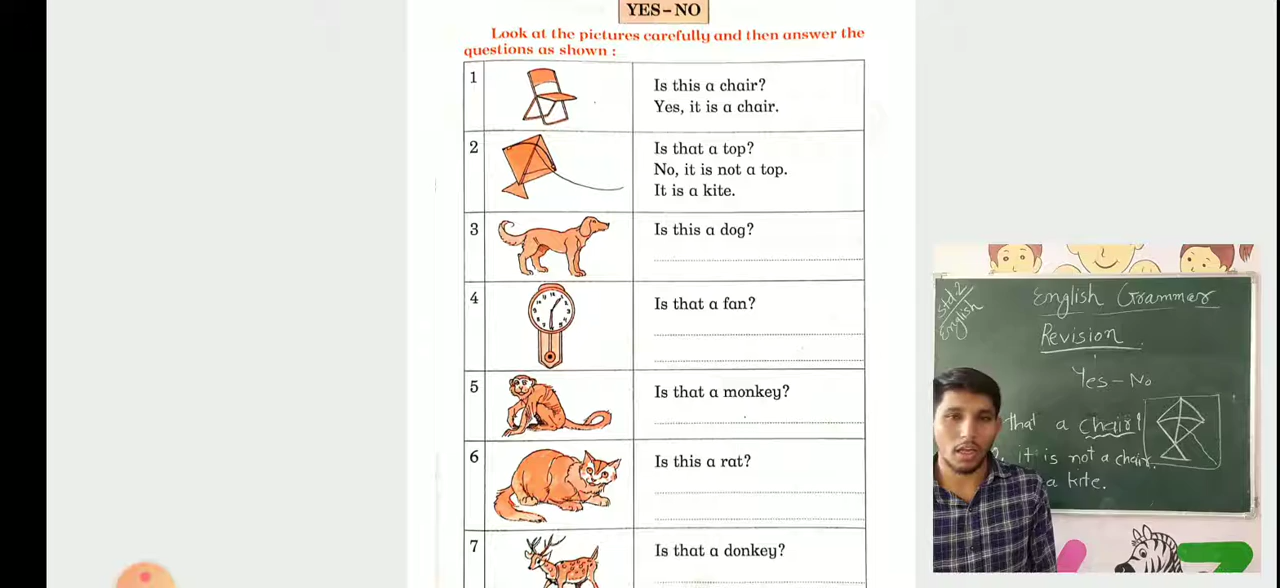 YES – NO
Look at the pictures carefully and then answer the
questions as shown :
1
Is this a chair?
Yes, it is a chair.
2
Is that a top?
No, it is not a top.
It is a kite.
3
Is this a dog?
4
Is that a fan?
5
Is that a monkey?
6
Is this a rat?
7
Is that a donkey?
Std 2
English
English Grammar
Revision
Yes – No
that a chair?
it is not a chair.
a kite.